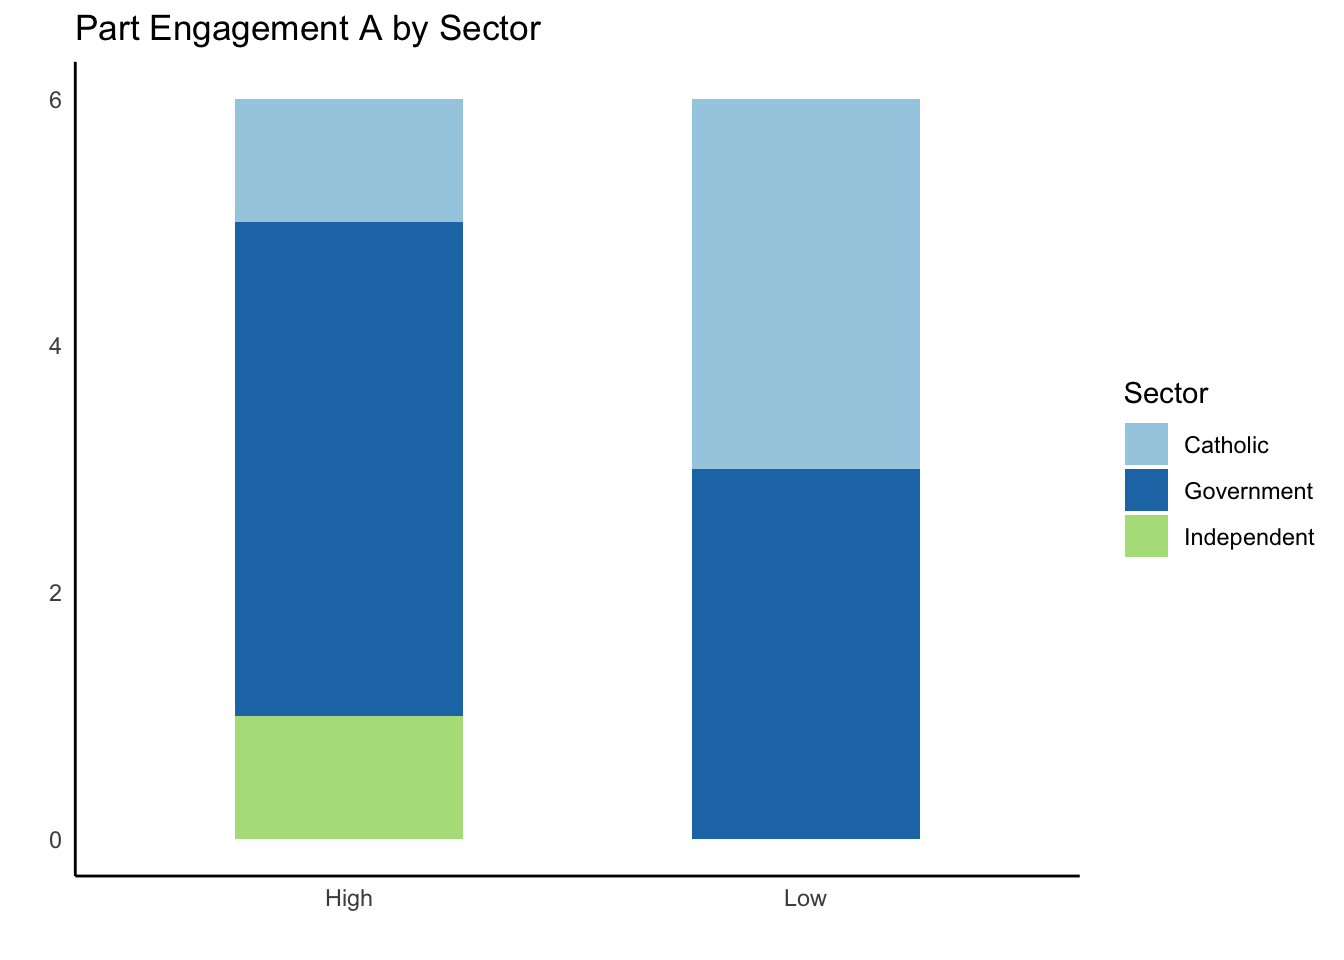 Part Engagement A by Sector
6
4
2
0
High
Low
Sector
Catholic
Government
Independent